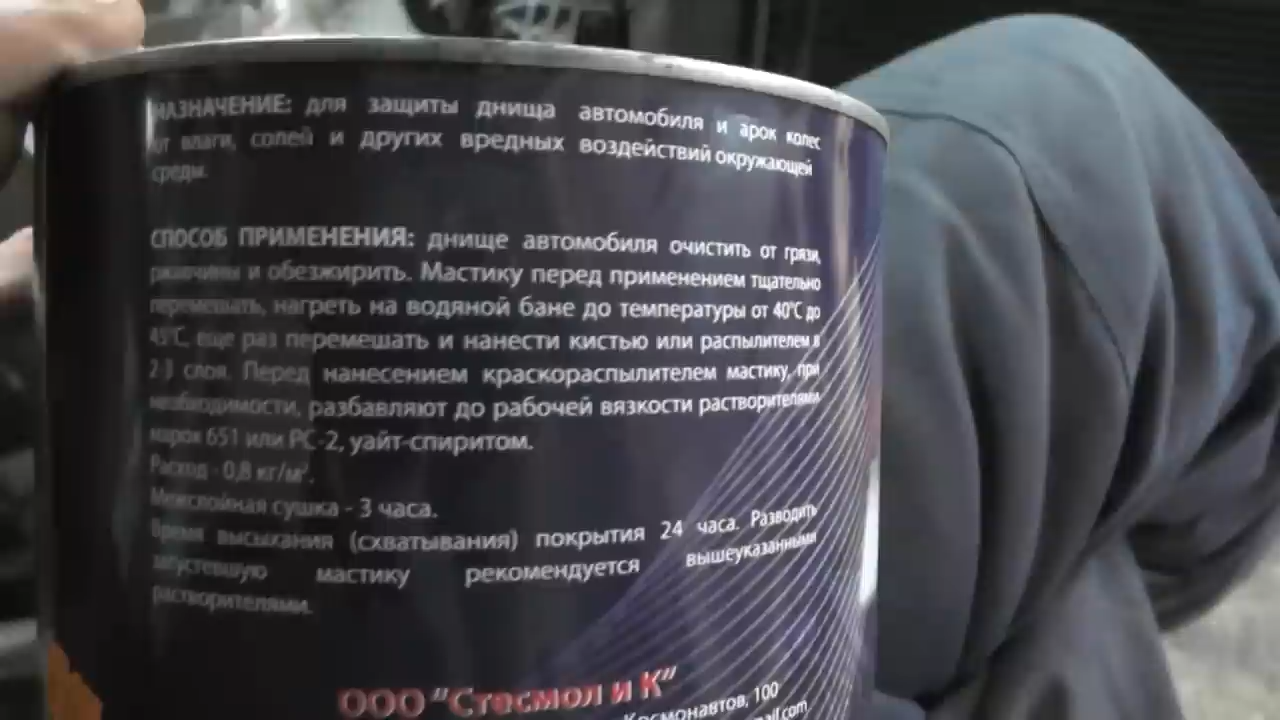 НАЗНАЧЕНИЕ: для защиты днища автомобиля и арок колес
от влаги, солей и других вредных воздействий окружающей
среды.
СПОСОБ ПРИМЕНЕНИЯ: днище автомобиля очистить от грязи,
ржавчины и обезжирить. Мастику перед применением тщательно
перемешать, нагреть на водяной бане до температуры от 40°С до
45°С, еще раз перемешать и нанести кистью или распылителем в
2-3 слоя. Перед нанесением краскораспылителем мастику, при
необходимости, разбавляют до рабочей вязкости растворителями
марок 651 или РС-2, уайт-спиритом.
Расход - 0,8 кг/м².
Межслойная сушка - 3 часа.
Время высыхания (схватывания) покрытия 24 часа. Разводить
загустевшую мастику рекомендуется вышеуказанными
растворителями.
ООО "Стесмол и К"
Космонавтов, 100